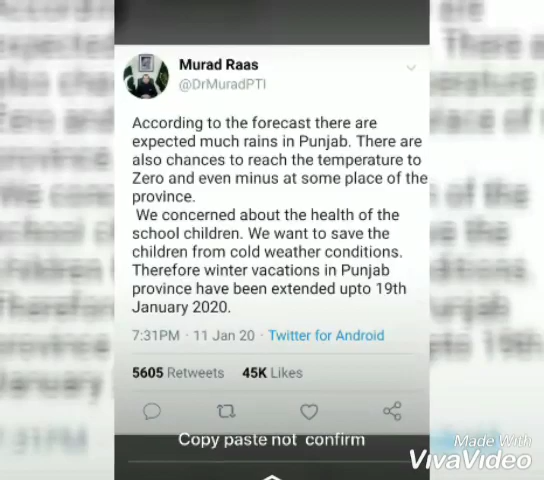 Murad Raas
@DrMuradPTI
According to the forecast there are
expected much rains in Punjab. There are
also chances to reach the temperature to
Zero and even minus at some place of the
province.
We concerned about the health of the
school children. We want to save the
children from cold weather conditions.
Therefore winter vacations in Punjab
province have been extended upto 19th
January 2020.
7:31PM · 11 Jan 20 · Twitter for Android
5605 Retweets 45K Likes
Copy paste not confirm
Made With
VivaVideo